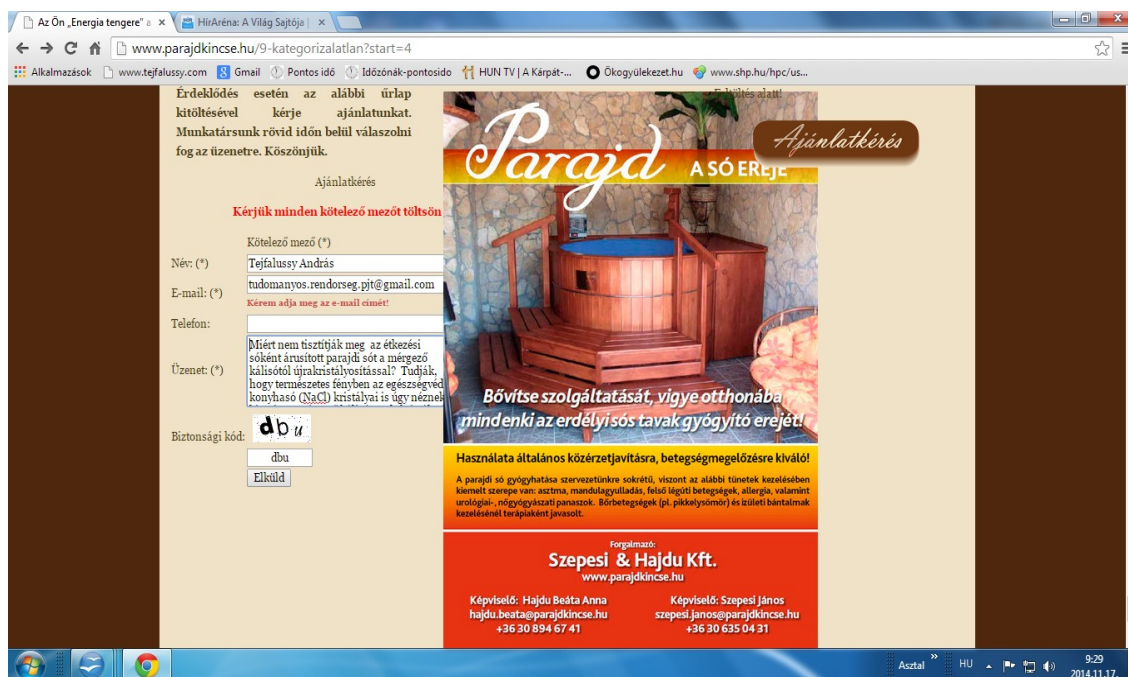 Az Ön „Energia tengere" a
HírAréna: A Világ Sajtója |
www.parajdkincse.hu/9-kategorizalatlan?start=4
Alkalmazások www.tejfalussy.com Gmail Pontos idő Időzónák-pontosido HUN TV | A Kárpát-... Ökogyülekezet.hu www.shp.hu/hpc/us...
Érdeklődés esetén az alábbi űrlap
kitöltésével kérje ajánlatunkat.
Munkatársunk rövid időn belül válaszolni
fog az üzenetre. Köszönjük.
Ajánlatkérés
Kérjük minden kötelező mezőt töltsön
Kötelező mező (*)
Név: (*) Tejfalussy András
E-mail: (*) tudomanyos.rendorseg.pjt@gmail.com
Kérem adja meg az e-mail címét!
Telefon:
Üzenet: (*)
Miért nem tisztítják meg az étkezési
sóként árusított parajdi sót a mérgező
kálisótól újrakristályosítással? Tudják,
hogy természetes fényben az egészségvéd
konyhasó (NaCl) kristályai is úgy néznek
Biztonsági kód: dbu
dbu
Elküld
alatt!
Ajánlatkérés
Parajd A SÓ EREJE
Bővítse szolgáltatását, vigye otthonába
mindenki az erdélyi sós tavak gyógyító erejét!
Használata általános közérzetjavításra, betegségmegelőzésre kiváló!
A parajdi só gyógyhatása szervezetünkre sokrétű, viszont az alábbi tünetek kezelésében
kiemelt szerepe van: asztma, mandulagyulladás, felső légúti betegségek, allergia, valamint
urológiai-, nőgyógyászati panaszok. Bőrbetegségek (pl. pikkelysömör) és ízületi bántalmak
kezelésénél terápiaként javasolt.
Forgalmazó:
Szepesi & Hajdu Kft.
www.parajdkincse.hu
Képviselő: Hajdu Beáta Anna
hajdu.beata@parajdkincse.hu
+36 30 894 67 41
Képviselő: Szepesi János
szepesi.janos@parajdkincse.hu
+36 30 635 04 31
Asztal HU 9:29
2014.11.17.